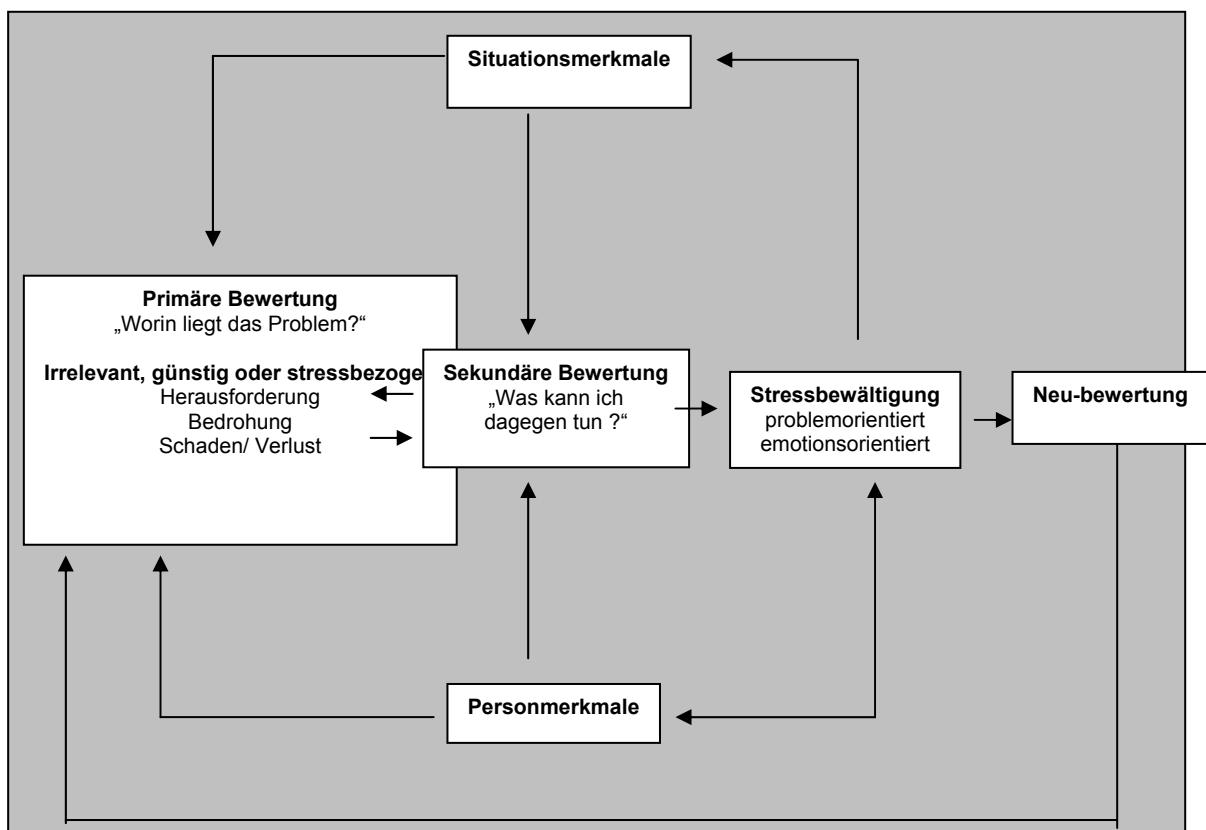 Situationsmerkmale
Primäre Bewertung
„Worin liegt das Problem?“
Irrelevant, günstig oder stressbezoge
Herausforderung
Bedrohung
Schaden/ Verlust
Sekundäre Bewertung
„Was kann ich
dagegen tun ?“
Stressbewältigung
problemorientiert
emotionsorientiert
Neu-bewertung
Personmerkmale